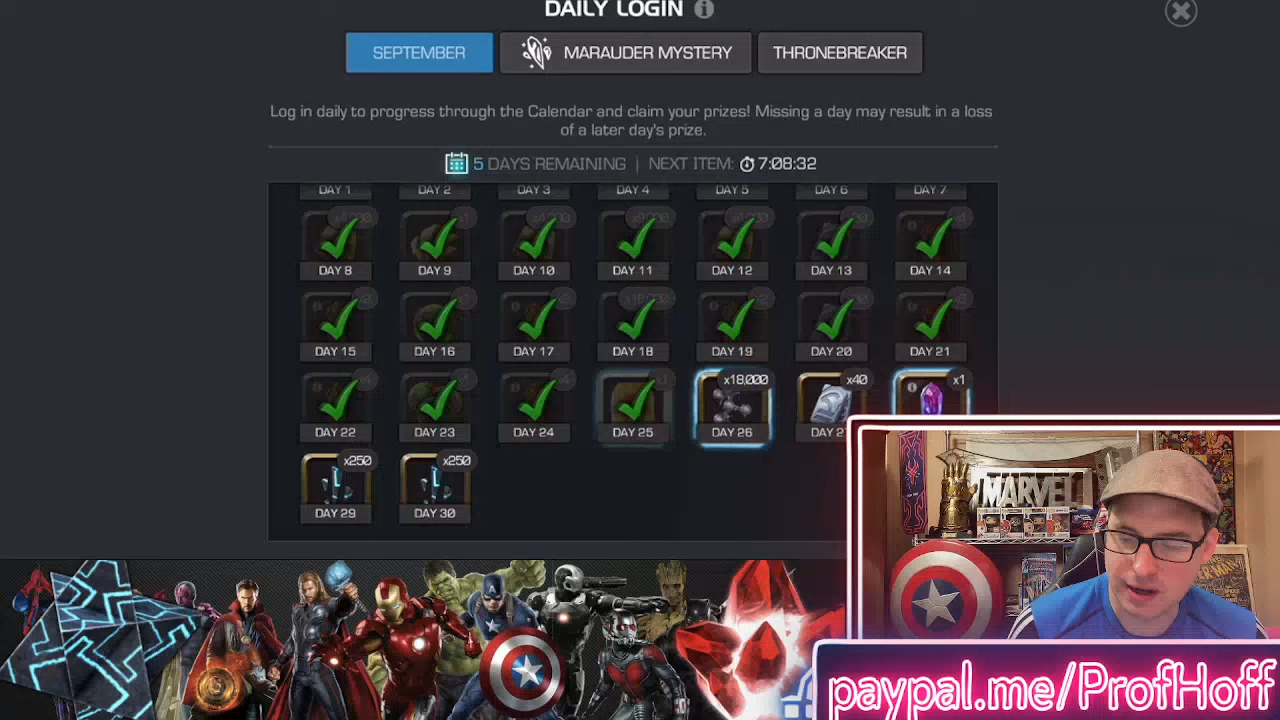 DAILY LOGIN
SEPTEMBER
MARAUDER MYSTERY
THRONEBREAKER
Log in daily to progress through the Calendar and claim your prizes! Missing a day may result in a loss
of a later day's prize.
5 DAYS REMAINING | NEXT ITEM: 7:08:32
DAY 1 DAY 2 DAY 3 DAY 4 DAY 5 DAY 6 DAY 7
DAY 8 DAY 9 DAY 10 DAY 11 DAY 12 DAY 13 DAY 14
DAY 15 DAY 16 DAY 17 DAY 18 DAY 19 DAY 20 DAY 21
x18,000 x40 x1
DAY 22 DAY 23 DAY 24 DAY 25 DAY 26
x250 x250
DAY 29 DAY 30
MARVEL
paypal.me/ProfHoff